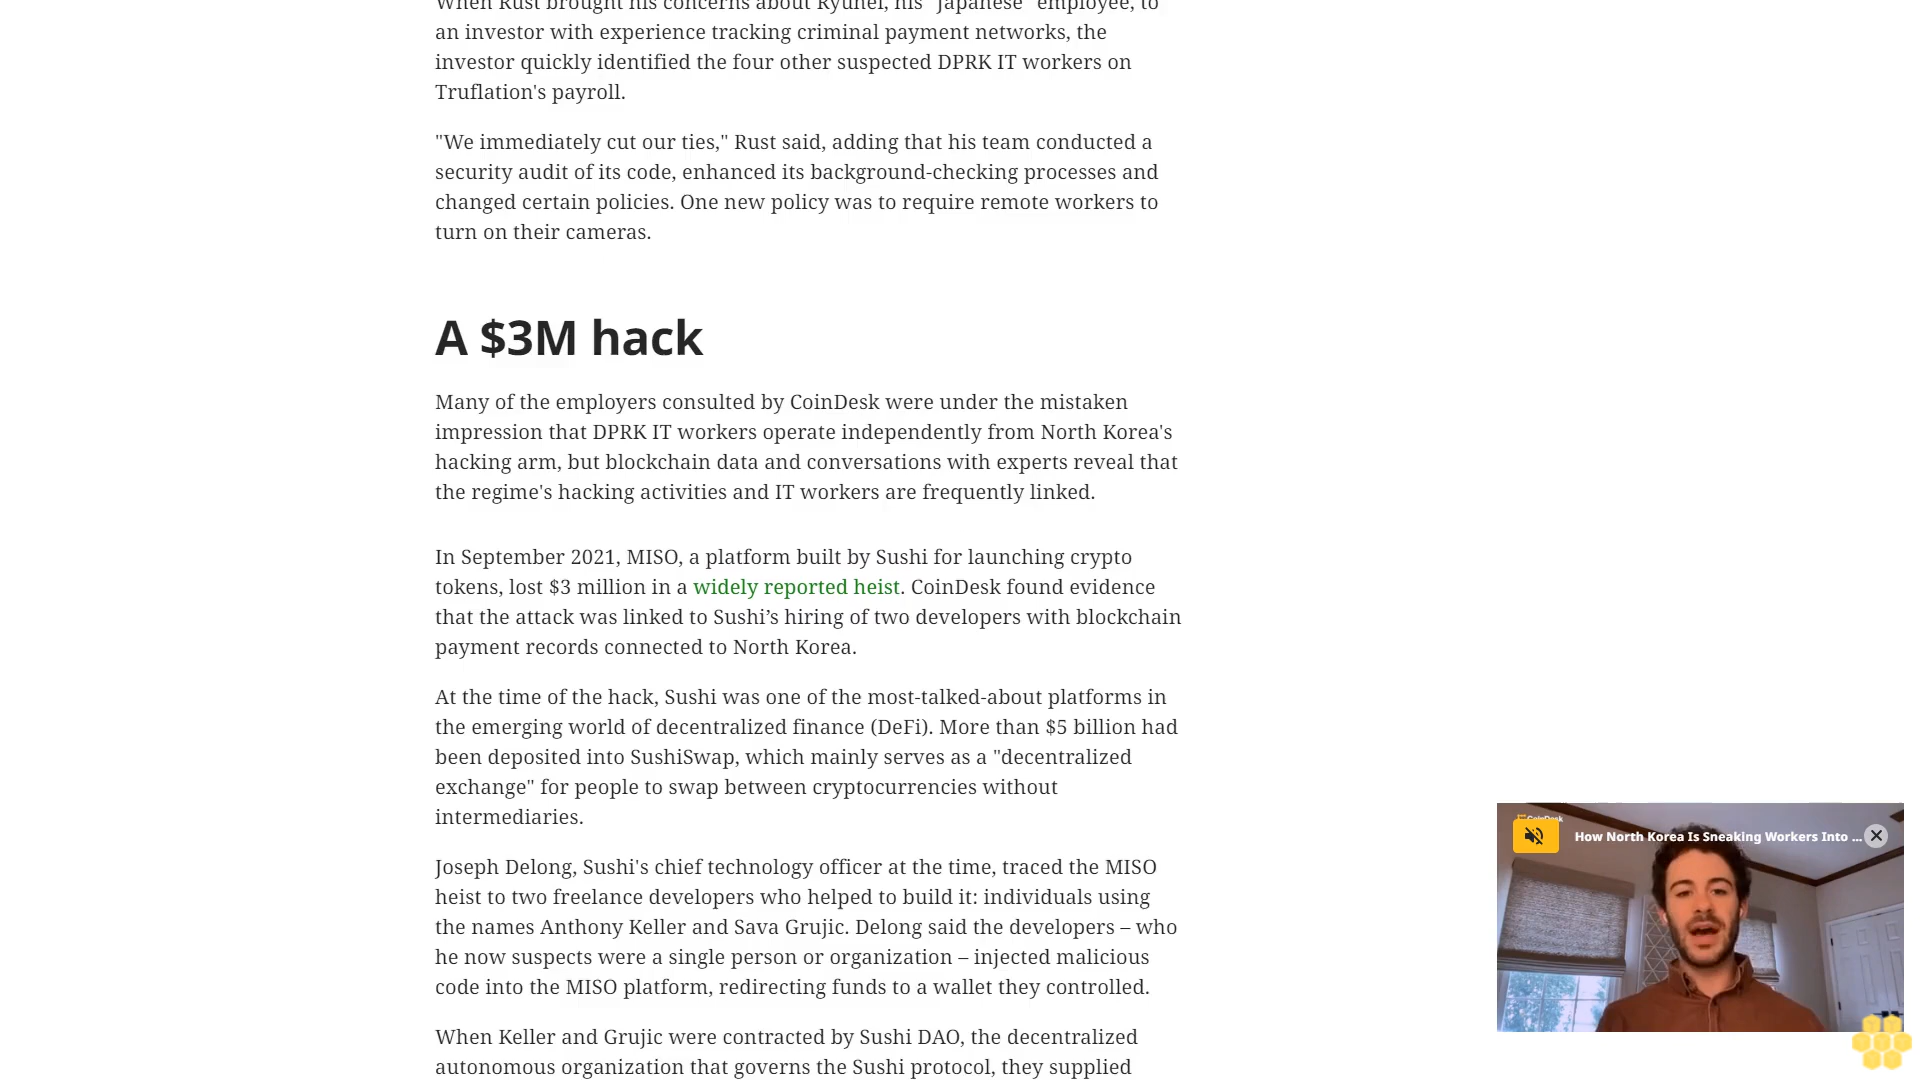 When Rust brought his concerns about Ryuhei, his "Japanese" employee, to
an investor with experience tracking criminal payment networks, the
investor quickly identified the four other suspected DPRK IT workers on
Truflation's payroll.
"We immediately cut our ties," Rust said, adding that his team conducted a
security audit of its code, enhanced its background-checking processes and
changed certain policies. One new policy was to require remote workers to
turn on their cameras.
A $3M hack
Many of the employers consulted by CoinDesk were under the mistaken
impression that DPRK IT workers operate independently from North Korea's
hacking arm, but blockchain data and conversations with experts reveal that
the regime's hacking activities and IT workers are frequently linked.
In September 2021, MISO, a platform built by Sushi for launching crypto
tokens, lost $3 million in a widely reported heist. CoinDesk found evidence
that the attack was linked to Sushi’s hiring of two developers with blockchain
payment records connected to North Korea.
At the time of the hack, Sushi was one of the most-talked-about platforms in
the emerging world of decentralized finance (DeFi). More than $5 billion had
been deposited into SushiSwap, which mainly serves as a "decentralized
exchange" for people to swap between cryptocurrencies without
intermediaries.
Joseph Delong, Sushi's chief technology officer at the time, traced the MISO
heist to two freelance developers who helped to build it: individuals using
the names Anthony Keller and Sava Grujic. Delong said the developers – who
he now suspects were a single person or organization – injected malicious
code into the MISO platform, redirecting funds to a wallet they controlled.
When Keller and Grujic were contracted by Sushi DAO, the decentralized
autonomous organization that governs the Sushi protocol, they supplied
CoinDesk
How North Korea Is Sneaking Workers Into ...